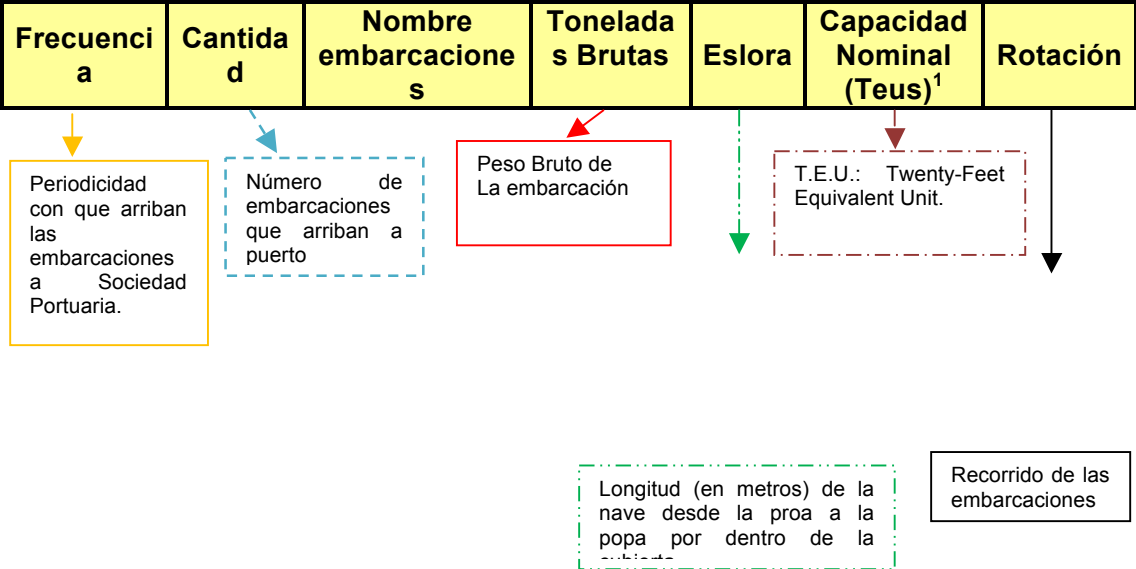 Frecuenci
a
Cantida
d
Nombre
embarcacione
s
Tonelada
s Brutas
Eslora
Capacidad
Nominal
(Teus)1
Rotación
Periodicidad
con que arriban
las
embarcaciones
a Sociedad
Portuaria.
Número de
embarcaciones
que arriban a
puerto
Peso Bruto de
La embarcación
T.E.U.: Twenty-Feet
Equivalent Unit.
Longitud (en metros) de la
nave desde la proa a la
popa por dentro de la
Recorrido de las
embarcaciones